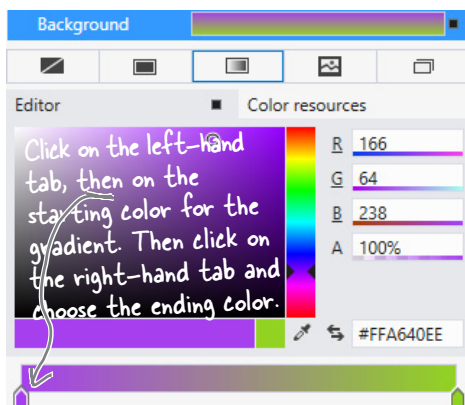 Background
Editor
Color resources
Click on the left-hand
tab, then on the
starting color for the
gradient. Then click on
the right-hand tab and
choose the ending color.
R 166
G 64
B 238
A 100%
#FFA640EE